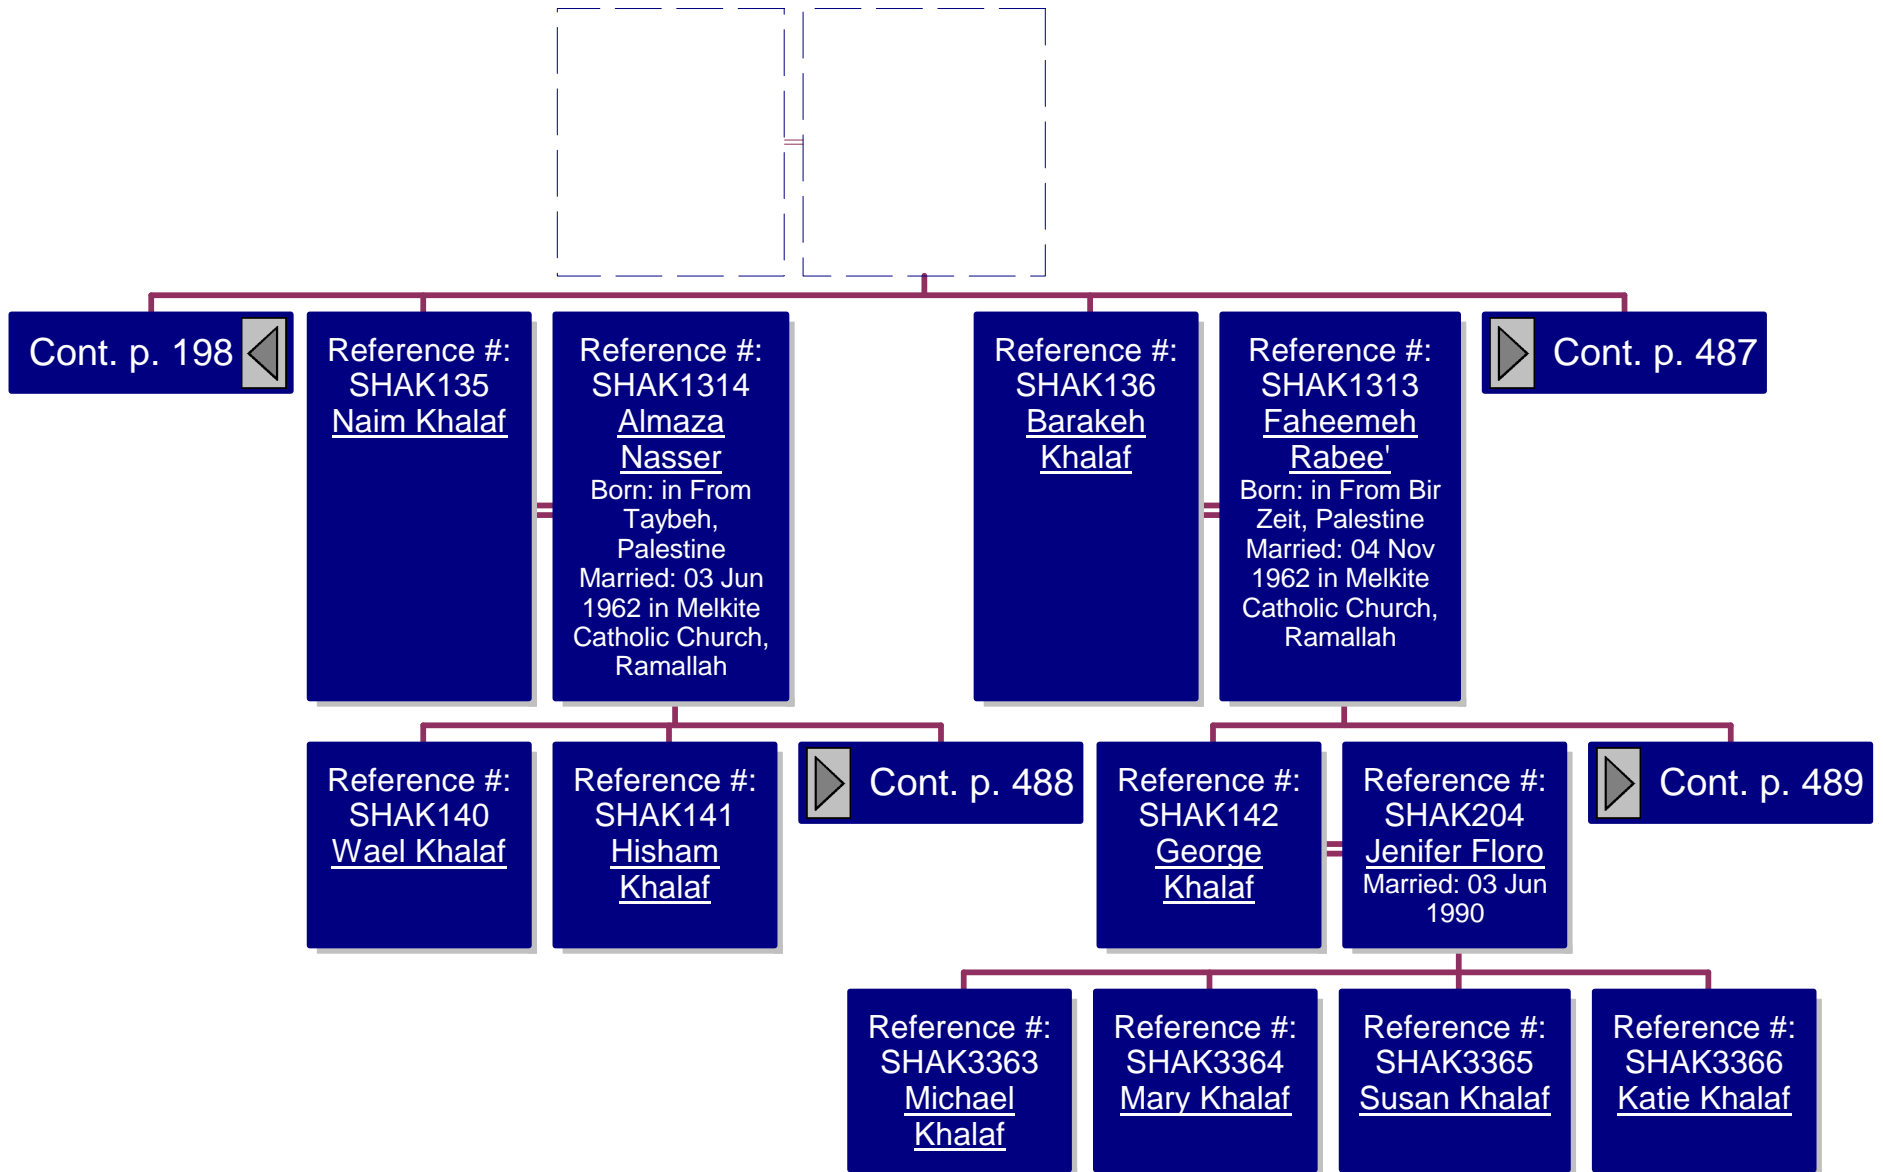 Cont. p. 198
Reference #:
SHAK135
Naim Khalaf
Reference #:
SHAK1314
Almaza
Nasser
Born: in From
Taybeh,
Palestine
Married: 03 Jun
1962 in Melkite
Catholic Church,
Ramallah
Reference #:
SHAK136
Barakeh
Khalaf
Reference #:
SHAK1313
Faheemeh
Rabee'
Born: in From Bir
Zeit, Palestine
Married: 04 Nov
1962 in Melkite
Catholic Church,
Ramallah
Cont. p. 487
Reference #:
SHAK140
Wael Khalaf
Reference #:
SHAK141
Hisham
Khalaf
Cont. p. 488
Reference #:
SHAK142
George
Khalaf
Reference #:
SHAK204
Jenifer Floro
Married: 03 Jun
1990
Cont. p. 489
Reference #:
SHAK3363
Michael
Khalaf
Reference #:
SHAK3364
Mary Khalaf
Reference #:
SHAK3365
Susan Khalaf
Reference #:
SHAK3366
Katie Khalaf